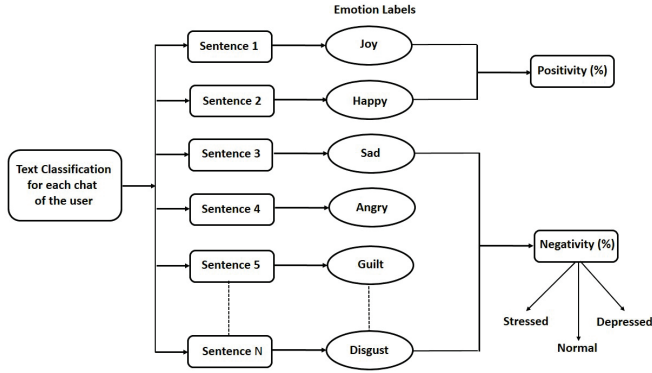 Emotion Labels
Sentence 1
Joy
Positivity (%)
Sentence 2
Happy
Sentence 3
Sad
Text Classification
for each chat
of the user
Sentence 4
Angry
Negativity (%)
Sentence 5
Guilt
Stressed
Depressed
Normal
Sentence N
Disgust